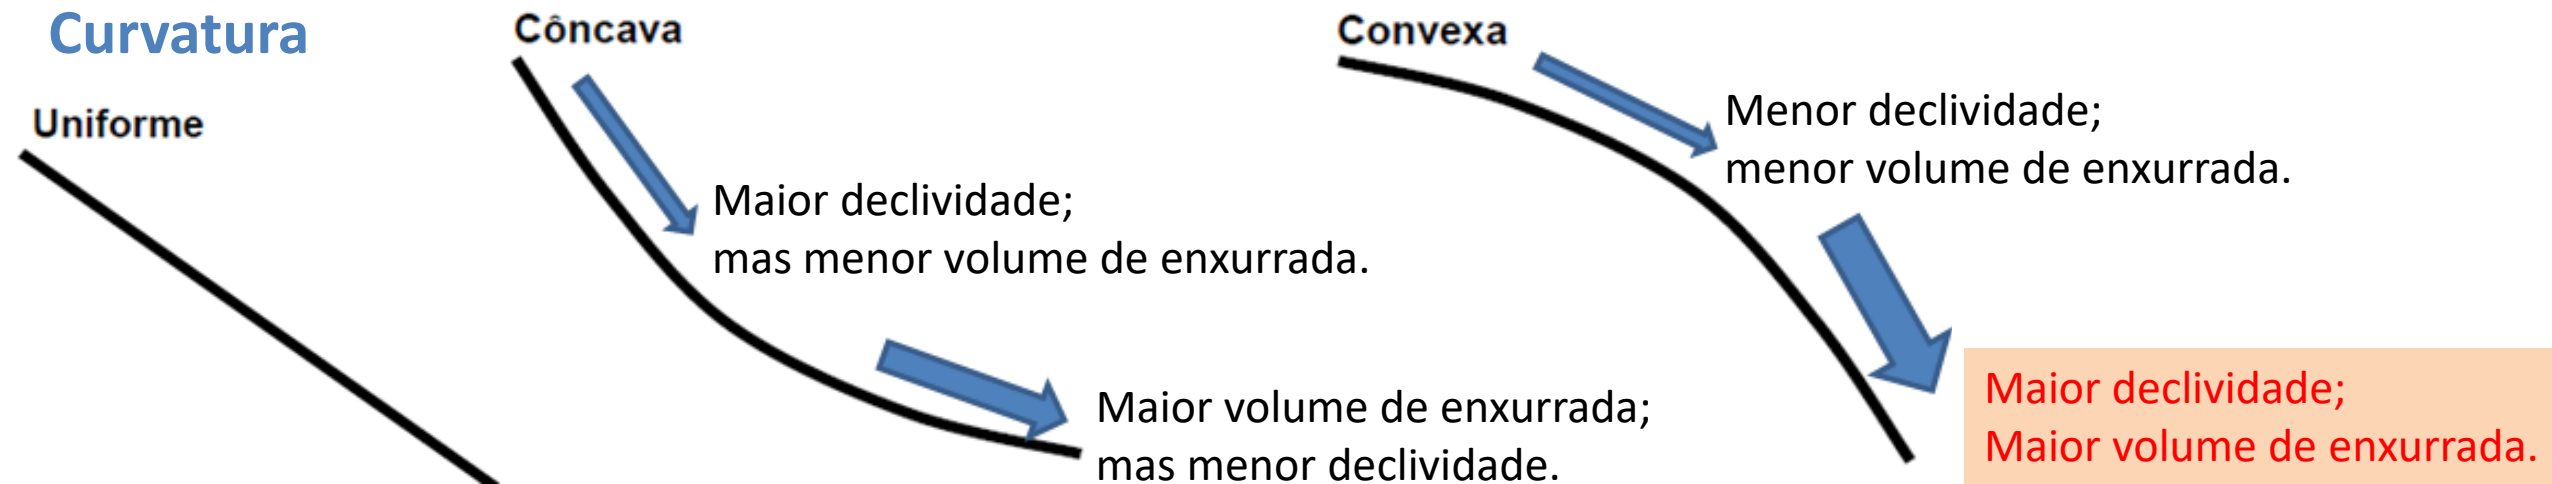 Curvatura
Uniforme
Côncava
Maior declividade;
mas menor volume de enxurrada.
Maior volume de enxurrada;
mas menor declividade.
Convexa
Menor declividade;
menor volume de enxurrada.
Maior declividade;
Maior volume de enxurrada.